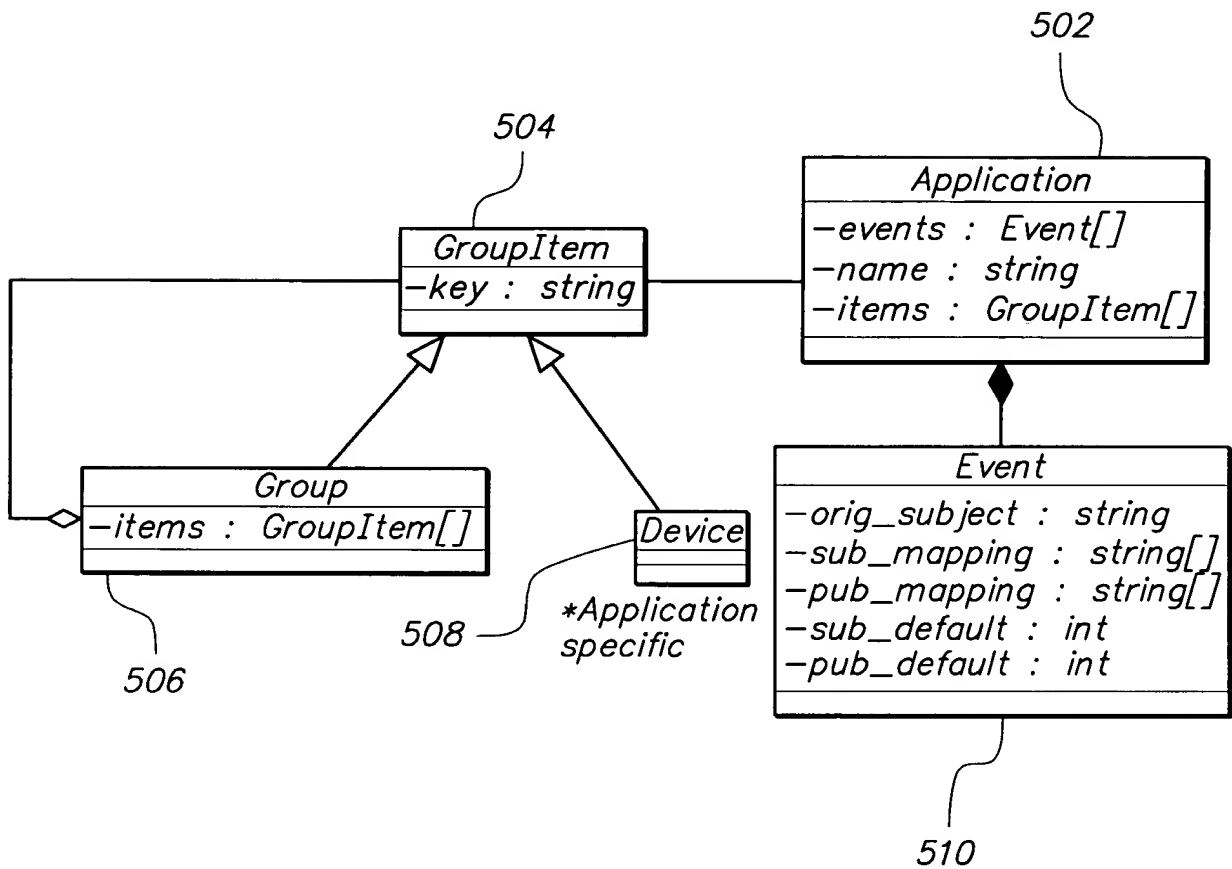 502
504
Application
-events : Event[]
-name : string
-items : GroupItem[]
GroupItem
-key : string
Group
-items : GroupItem[]
Device
*Application
specific
508
506
Event
-orig_subject : string
-sub_mapping : string[]
-pub_mapping : string[]
-sub_default : int
-pub_default : int
510